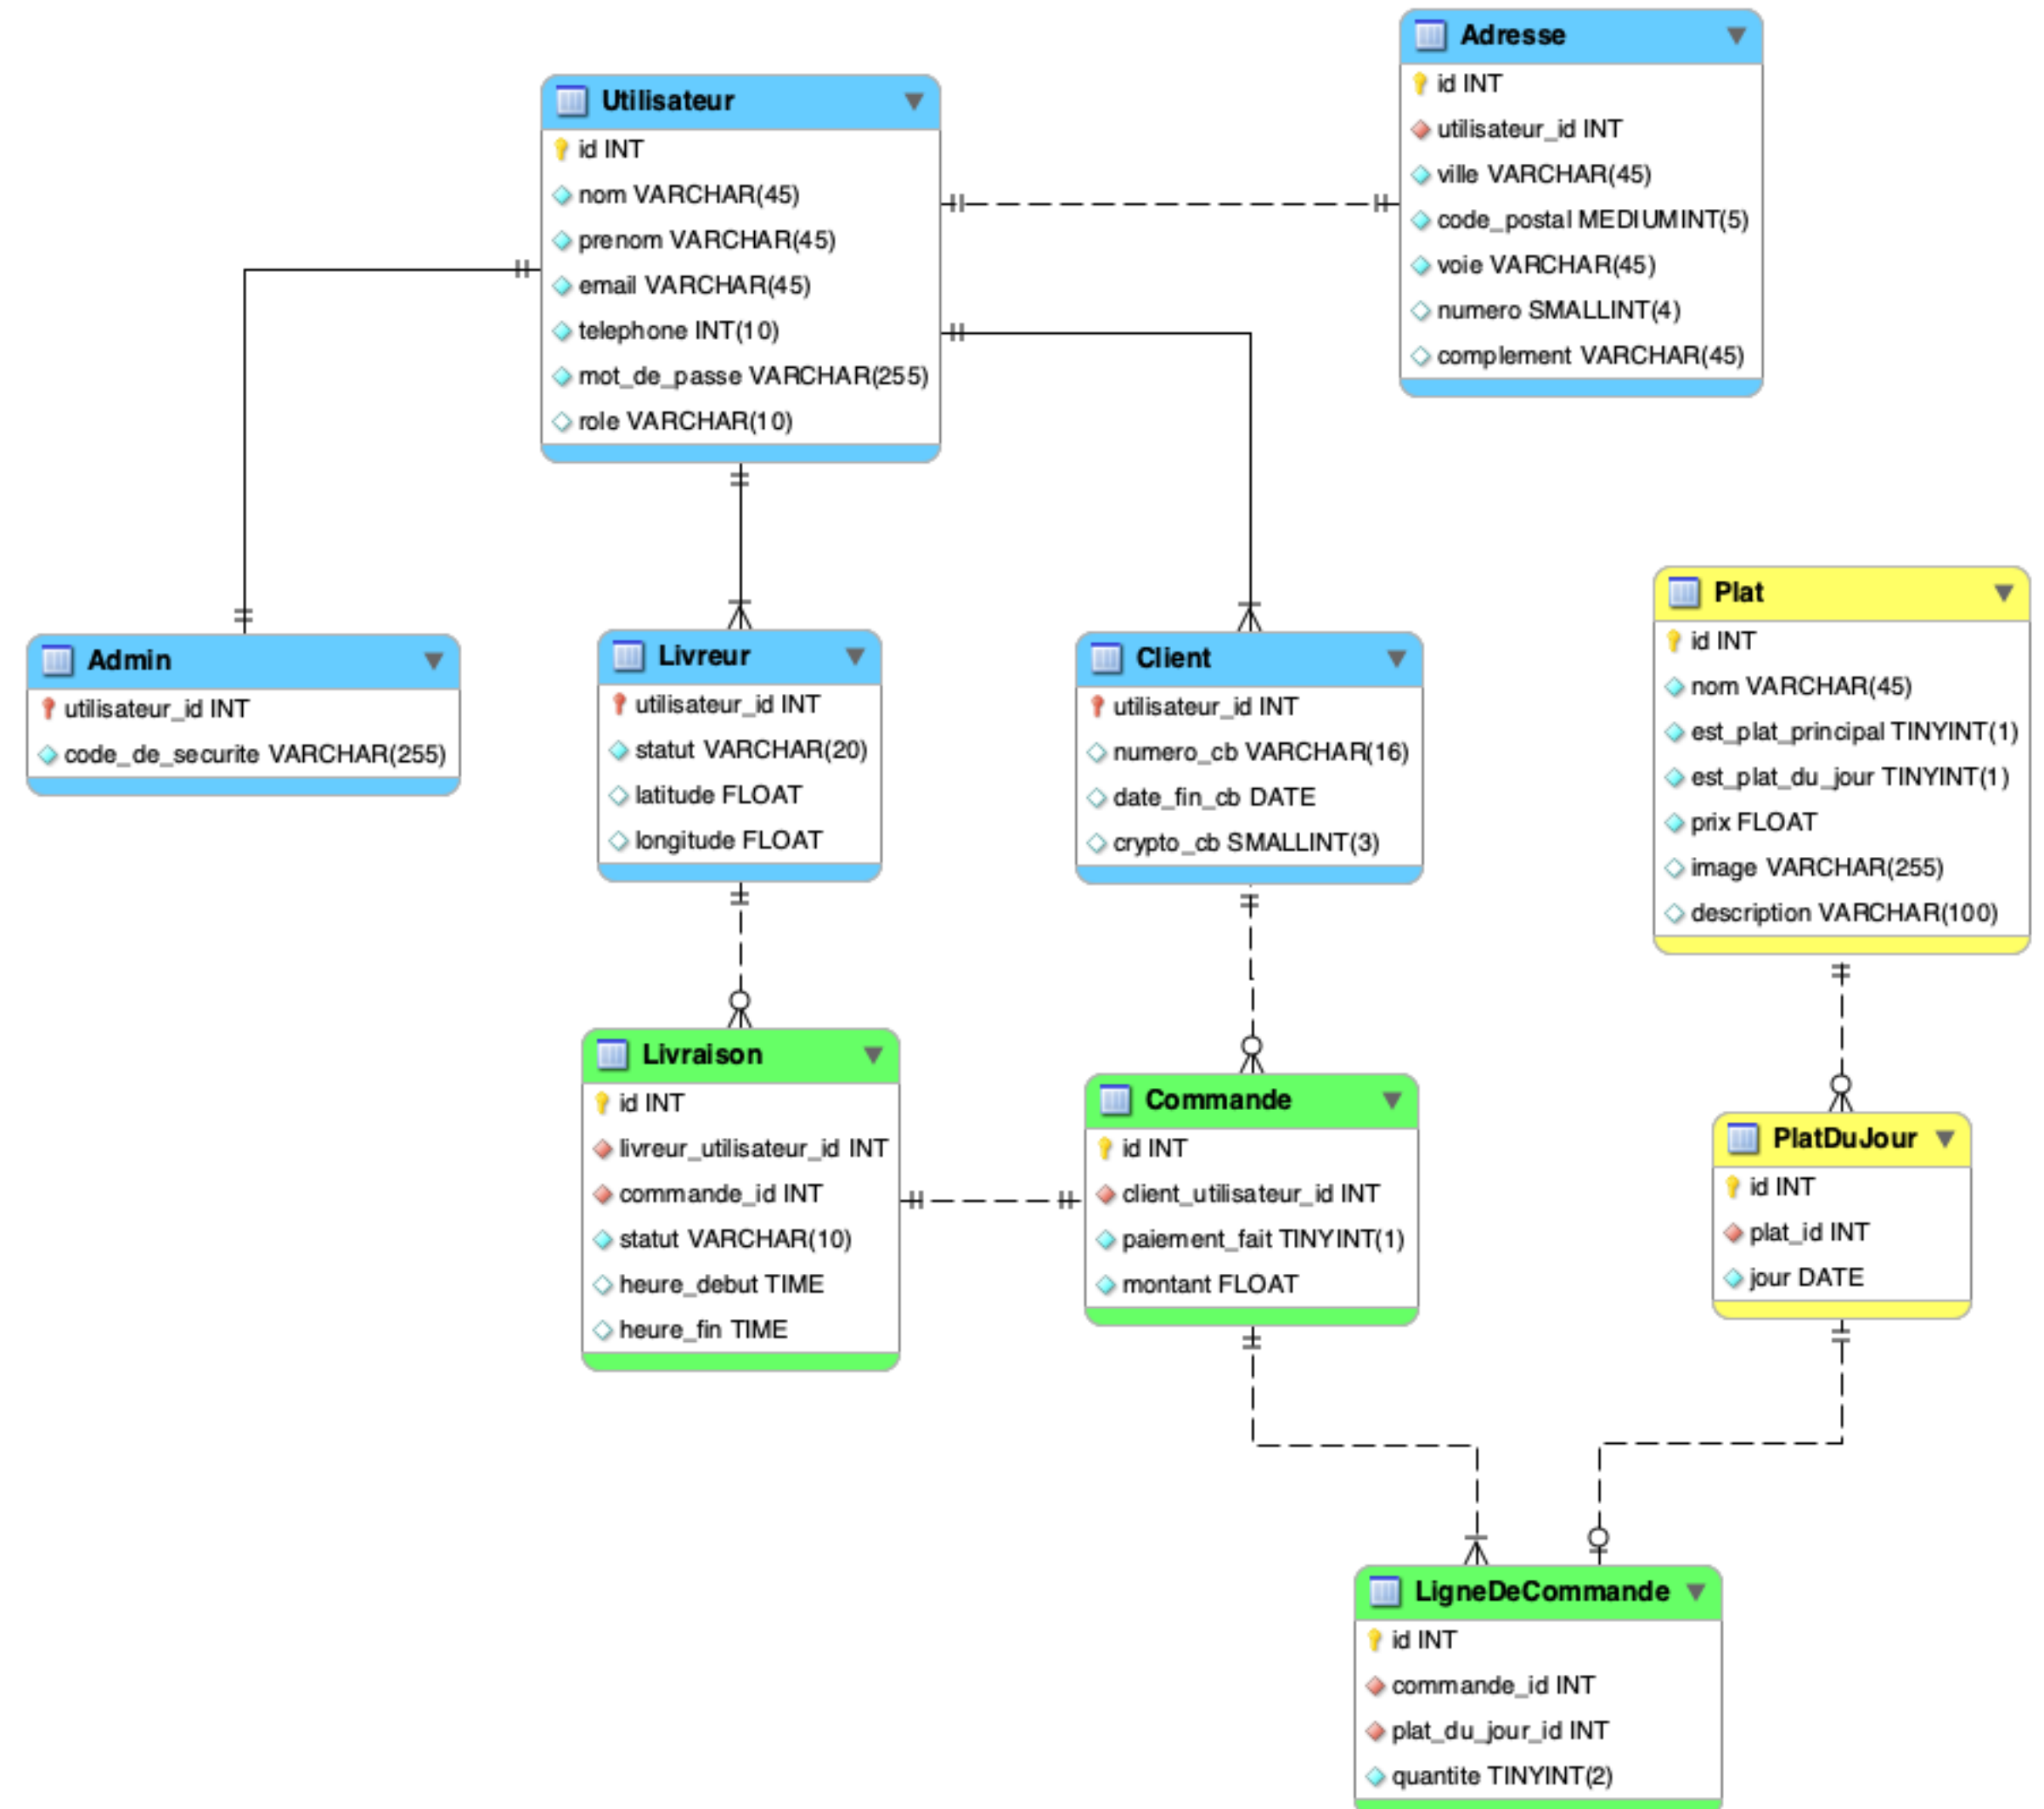 Adresse
id INT
utilisateur_id INT
ville VARCHAR(45)
code_postal MEDIUMINT(5)
voie VARCHAR(45)
numero SMALLINT(4)
complement VARCHAR(45)
Utilisateur
id INT
nom VARCHAR(45)
prenom VARCHAR(45)
email VARCHAR(45)
telephone INT(10)
mot_de_passe VARCHAR(255)
role VARCHAR(10)
Admin
utilisateur_id INT
code_de_securite VARCHAR(255)
Livreur
utilisateur_id INT
statut VARCHAR(20)
latitude FLOAT
longitude FLOAT
Client
utilisateur_id INT
numero_cb VARCHAR(16)
date_fin_cb DATE
crypto_cb SMALLINT(3)
Plat
id INT
nom VARCHAR(45)
est_plat_principal TINYINT(1)
est_plat_du_jour TINYINT(1)
prix FLOAT
image VARCHAR(255)
description VARCHAR(100)
Livraison
id INT
livreur_utilisateur_id INT
commande_id INT
statut VARCHAR(10)
heure_debut TIME
heure_fin TIME
Commande
id INT
client_utilisateur_id INT
paiement_fait TINYINT(1)
montant FLOAT
PlatDuJour
id INT
plat_id INT
jour DATE
LigneDeCommande
id INT
commande_id INT
plat_du_jour_id INT
quantite TINYINT(2)